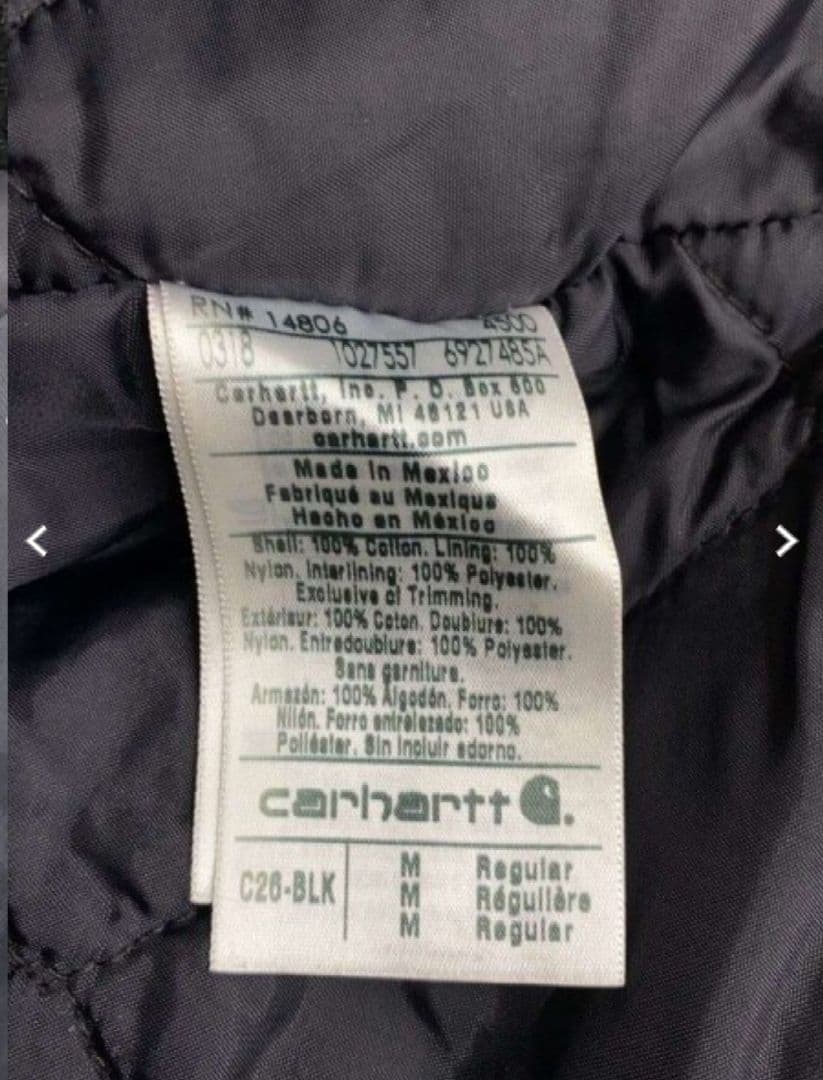 RN# 14806 4500
0318 1027557 6927485A
Carhartt, Inc. P. O. Box 600
Dearborn, MI 48121 USA
carhartt.com
Made in Mexico
Fabriqué au Mexique
Hecho en México
Shell: 100% Cotton. Lining: 100%
Nylon. Interlining: 100% Polyester.
Exclusive of Trimming.
Extérieur: 100% Coton. Doublure: 100%
Nylon. Entredoublure: 100% Polyester.
Sans garniture.
Armazón: 100% Algodón. Forro: 100%
Nilón. Forro entrelazado: 100%
Poliéster. Sin incluir adorno.
carhartt
C26-BLK M Regular
M Régulière
M Regular